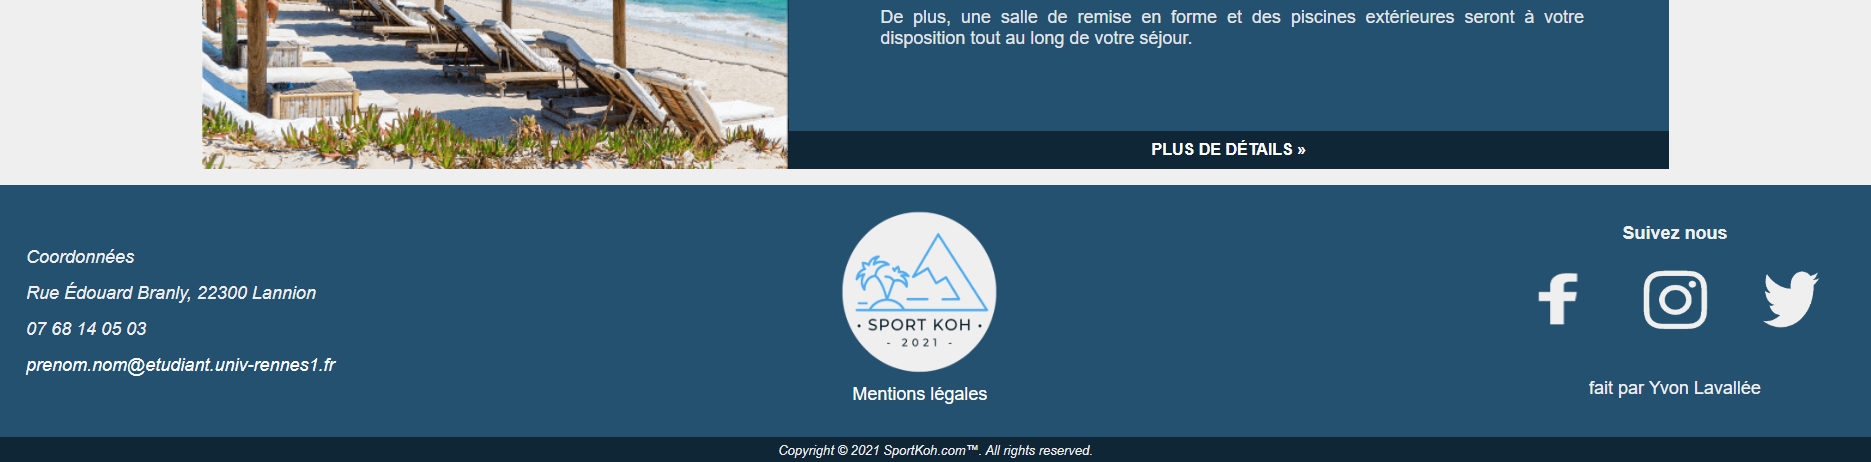 De plus, une salle de remise en forme et des piscines extérieures seront à votre
disposition tout au long de votre séjour.
PLUS DE DÉTAILS »
Coordonnées
Rue Édouard Branly, 22300 Lannion
07 68 14 05 03
prenom.nom@etudiant.univ-rennes1.fr
• SPORT KOH •
- 2021 -
Mentions légales
Suivez nous
fait par Yvon Lavallée
Copyright © 2021 SportKoh.com™. All rights reserved.